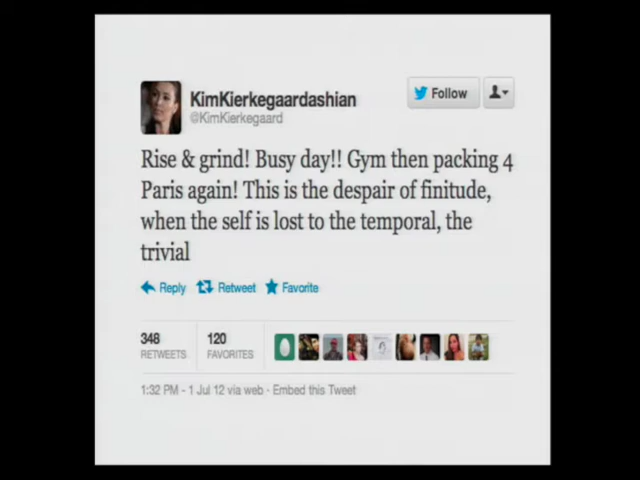 KimKierkegaardashian
@KimKierkegaard
Follow
Rise & grind! Busy day!! Gym then packing 4
Paris again! This is the despair of finitude,
when the self is lost to the temporal, the
trivial
Reply Retweet Favorite
348 120
RETWEETS FAVORITES
1:32 PM - 1 Jul 12 via web · Embed this Tweet